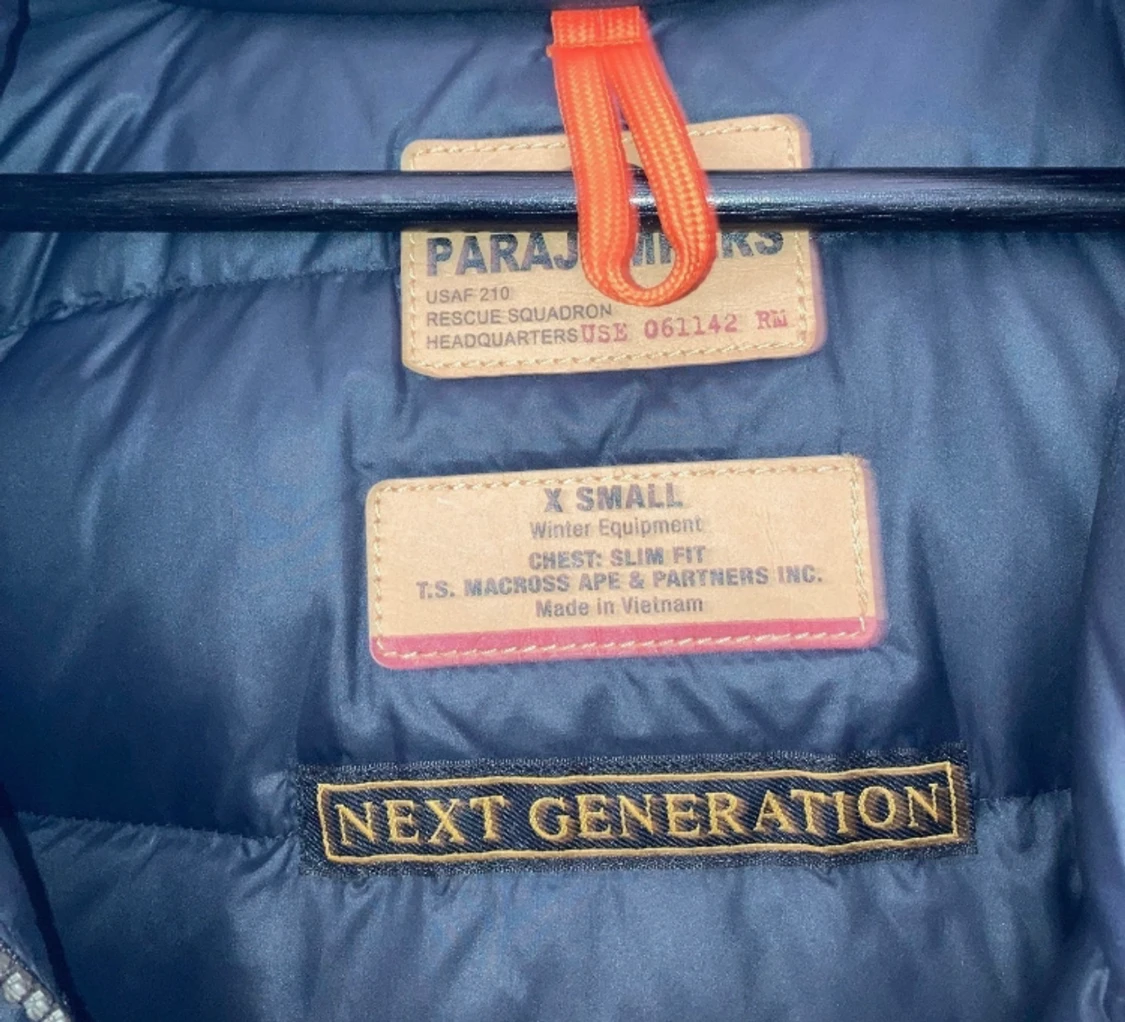 USAF 210
RESCUE SQUADRON
HEADQUARTERS USE 061142 RM
X SMALL
Winter Equipment
CHEST: SLIM FIT
T.S. MACROSS APE & PARTNERS INC.
Made in Vietnam
NEXT GENERATION